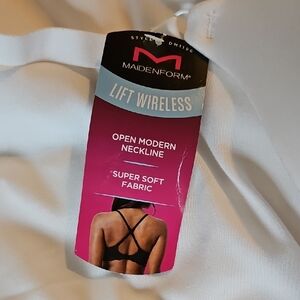 MAIDENFORM®
LIFT WIRELESS
OPEN MODERN
NECKLINE
SUPER SOFT
FABRIC